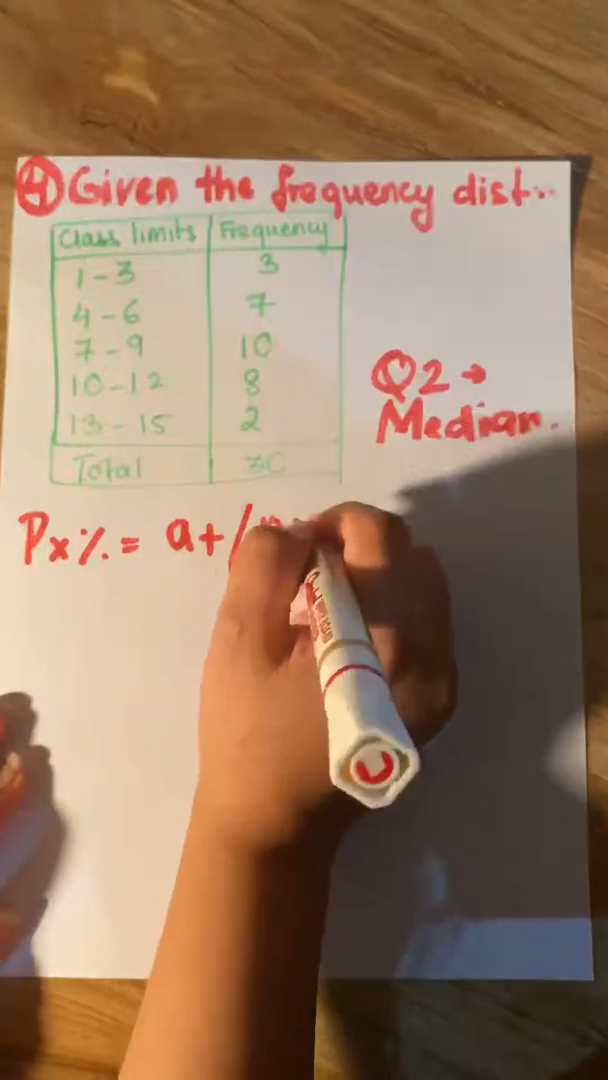 4 Given the frequency dist...
Class limits Frequency
1-3 3
4-6 7
7-9 10
10-12 8
13-15 2
Total 30
Q2 →
Median.
Px% = a+(